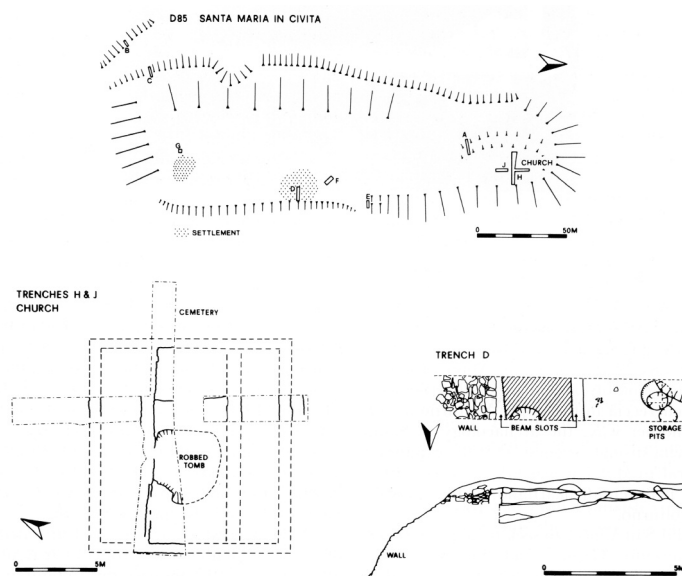 D85 SANTA MARIA IN CIVITA
B
C
G
D
F
E
A
J
H
CHURCH
SETTLEMENT
0 50M
TRENCHES H & J
CHURCH
CEMETERY
ROBBED
TOMB
0 5M
TRENCH D
WALL
BEAM SLOTS
STORAGE
PITS
WALL
0 5M